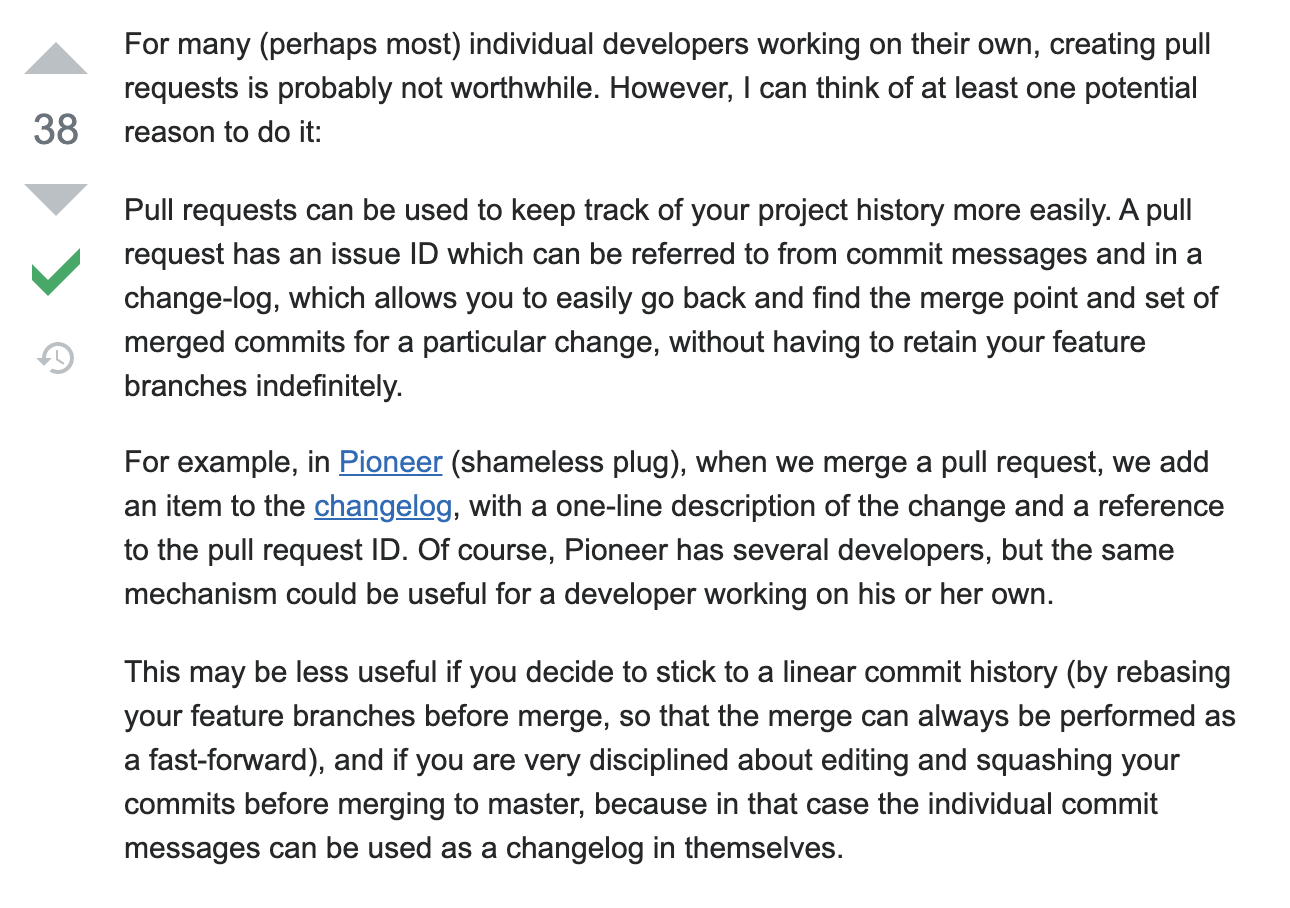 For many (perhaps most) individual developers working on their own, creating pull
requests is probably not worthwhile. However, I can think of at least one potential
reason to do it:
38
Pull requests can be used to keep track of your project history more easily. A pull
request has an issue ID which can be referred to from commit messages and in a
change-log, which allows you to easily go back and find the merge point and set of
merged commits for a particular change, without having to retain your feature
branches indefinitely.
For example, in Pioneer (shameless plug), when we merge a pull request, we add
an item to the changelog, with a one-line description of the change and a reference
to the pull request ID. Of course, Pioneer has several developers, but the same
mechanism could be useful for a developer working on his or her own.
This may be less useful if you decide to stick to a linear commit history (by rebasing
your feature branches before merge, so that the merge can always be performed as
a fast-forward), and if you are very disciplined about editing and squashing your
commits before merging to master, because in that case the individual commit
messages can be used as a changelog in themselves.